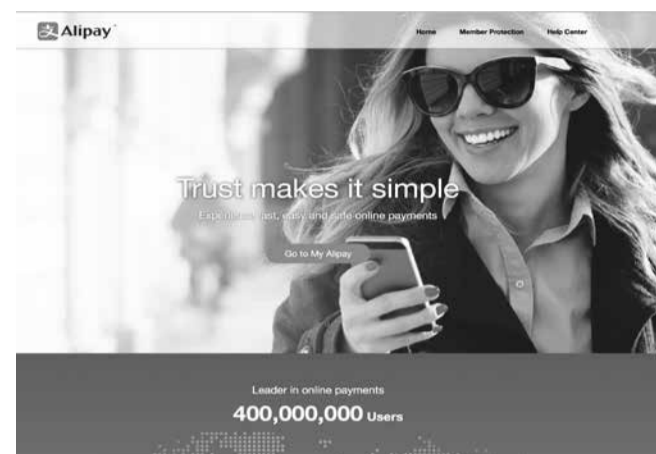 Alipay
Home Member Protection Help Center
Trust makes it simple
Experience fast, easy and safe online payments
Go to My Alipay
Leader in online payments
400,000,000 Users